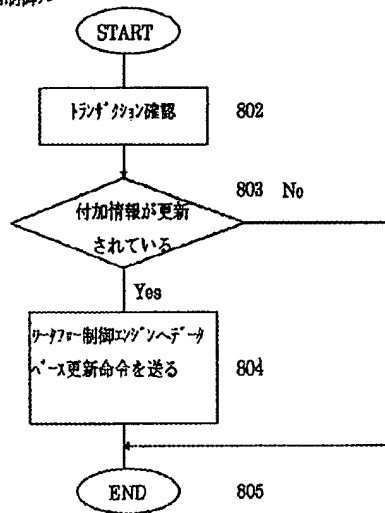 START
トランザクション確認
802
803 No
付加情報が更新
されている
Yes
ワークフロー制御エンジンへデータ
ベース更新命令を送る
804
END
805